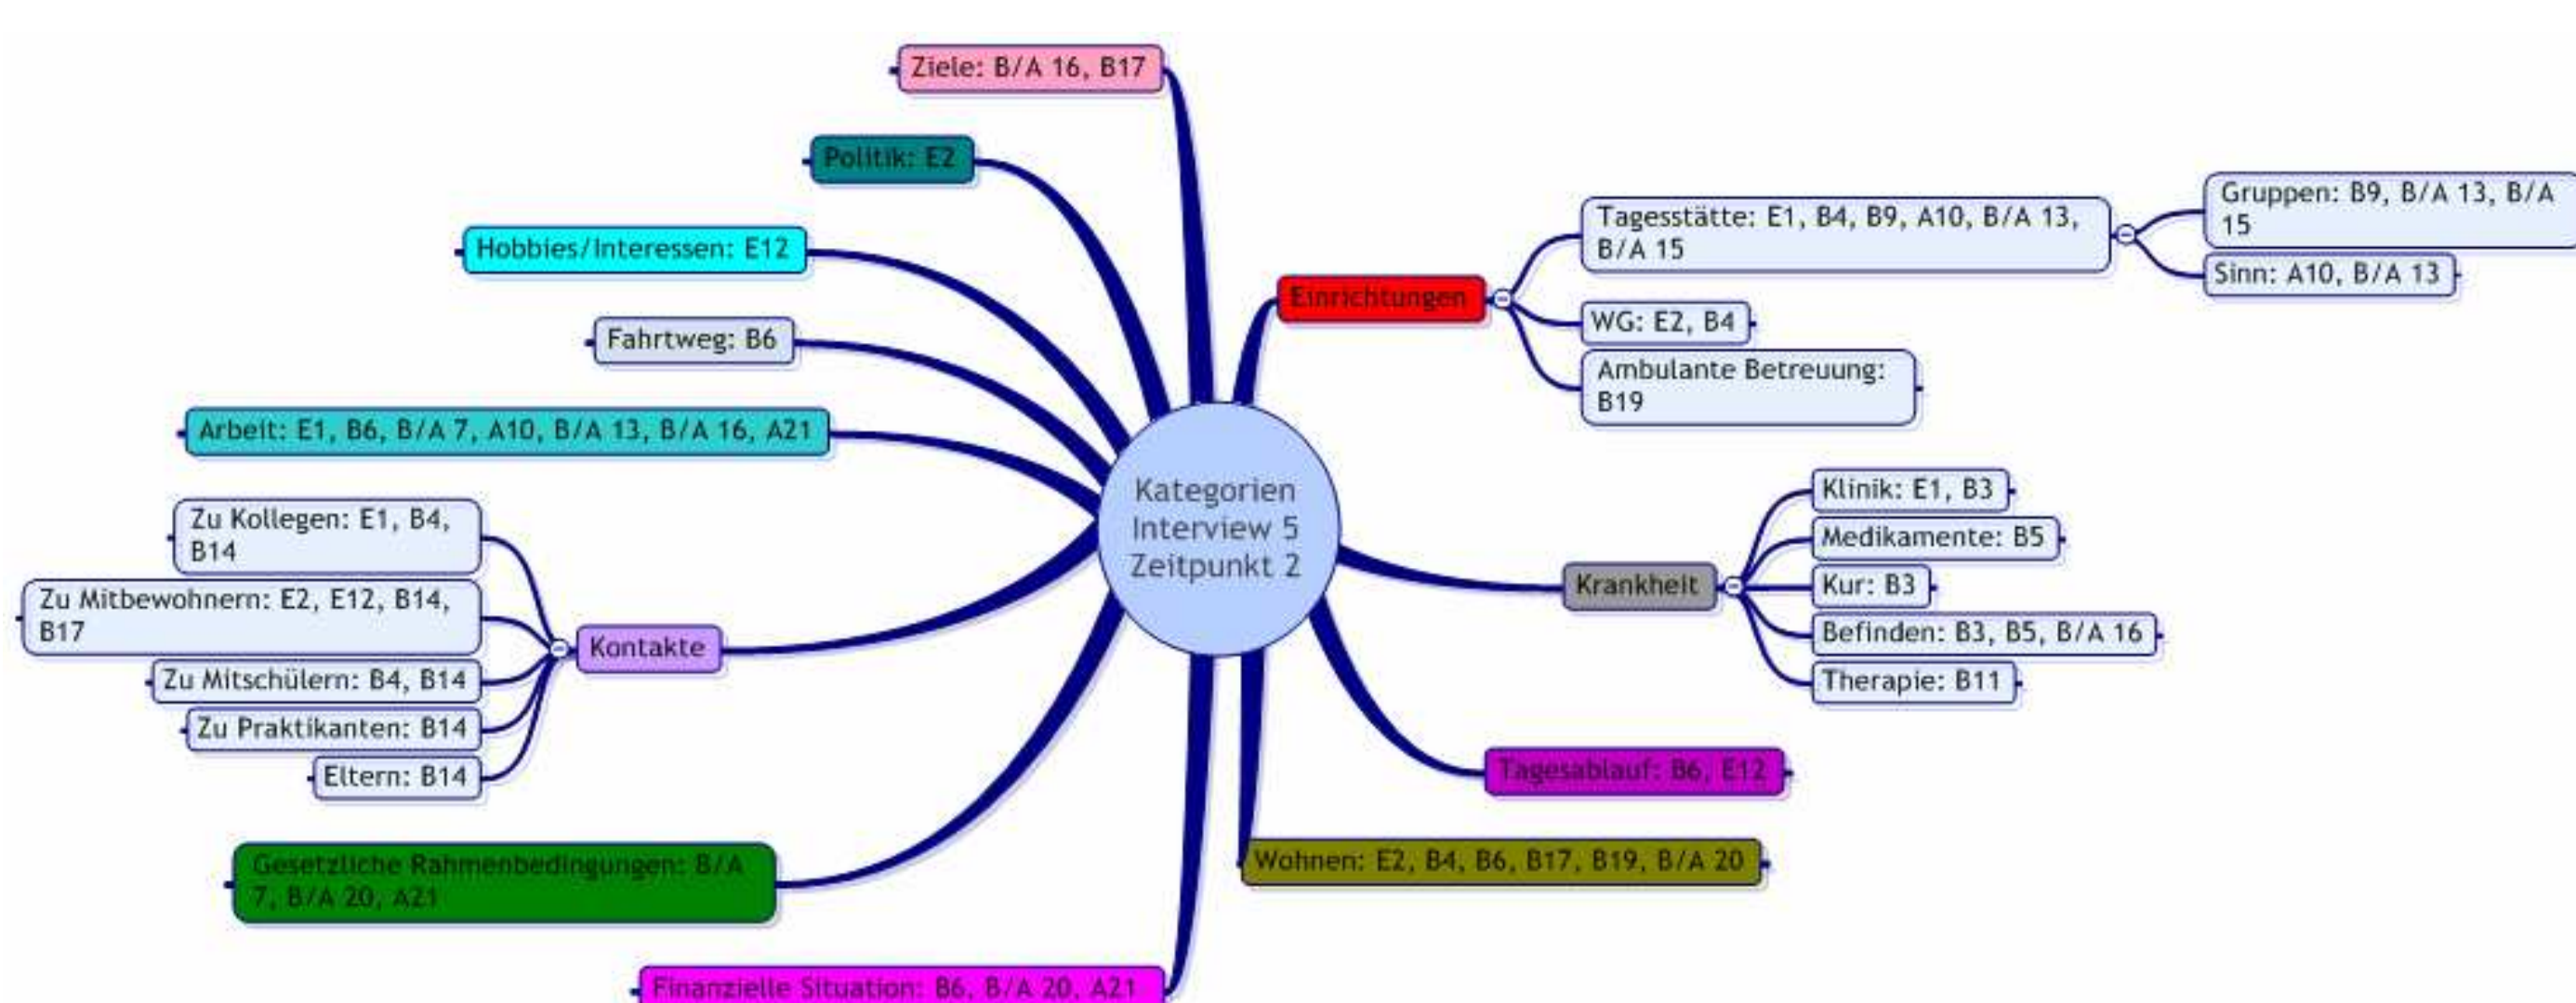 Ziele: B/A 16, B17
Politik: E2
Hobbies/Interessen: E12
Fahrtweg: B6
Arbeit: E1, B6, B/A 7, A10, B/A 13, B/A 16, A21
Zu Kollegen: E1, B4,
B14
Zu Mitbewohnern: E2, E12, B14,
B17
Zu Mitschülern: B4, B14
Zu Praktikanten: B14
Eltern: B14
Kontakte
Gesetzliche Rahmenbedingungen: B/A
7, B/A 20, A21
Finanzielle Situation: B6, B/A 20, A21
Kategorien
Interview 5
Zeitpunkt 2
Einrichtungen
Tagesstätte: E1, B4, B9, A10, B/A 13,
B/A 15
Gruppen: B9, B/A 13, B/A
15
Sinn: A10, B/A 13
WG: E2, B4
Ambulante Betreuung:
B19
Krankheit
Klinik: E1, B3
Medikamente: B5
Kur: B3
Befinden: B3, B5, B/A 16
Therapie: B11
Tagesablauf: B6, E12
Wohnen: E2, B4, B6, B17, B19, B/A 20